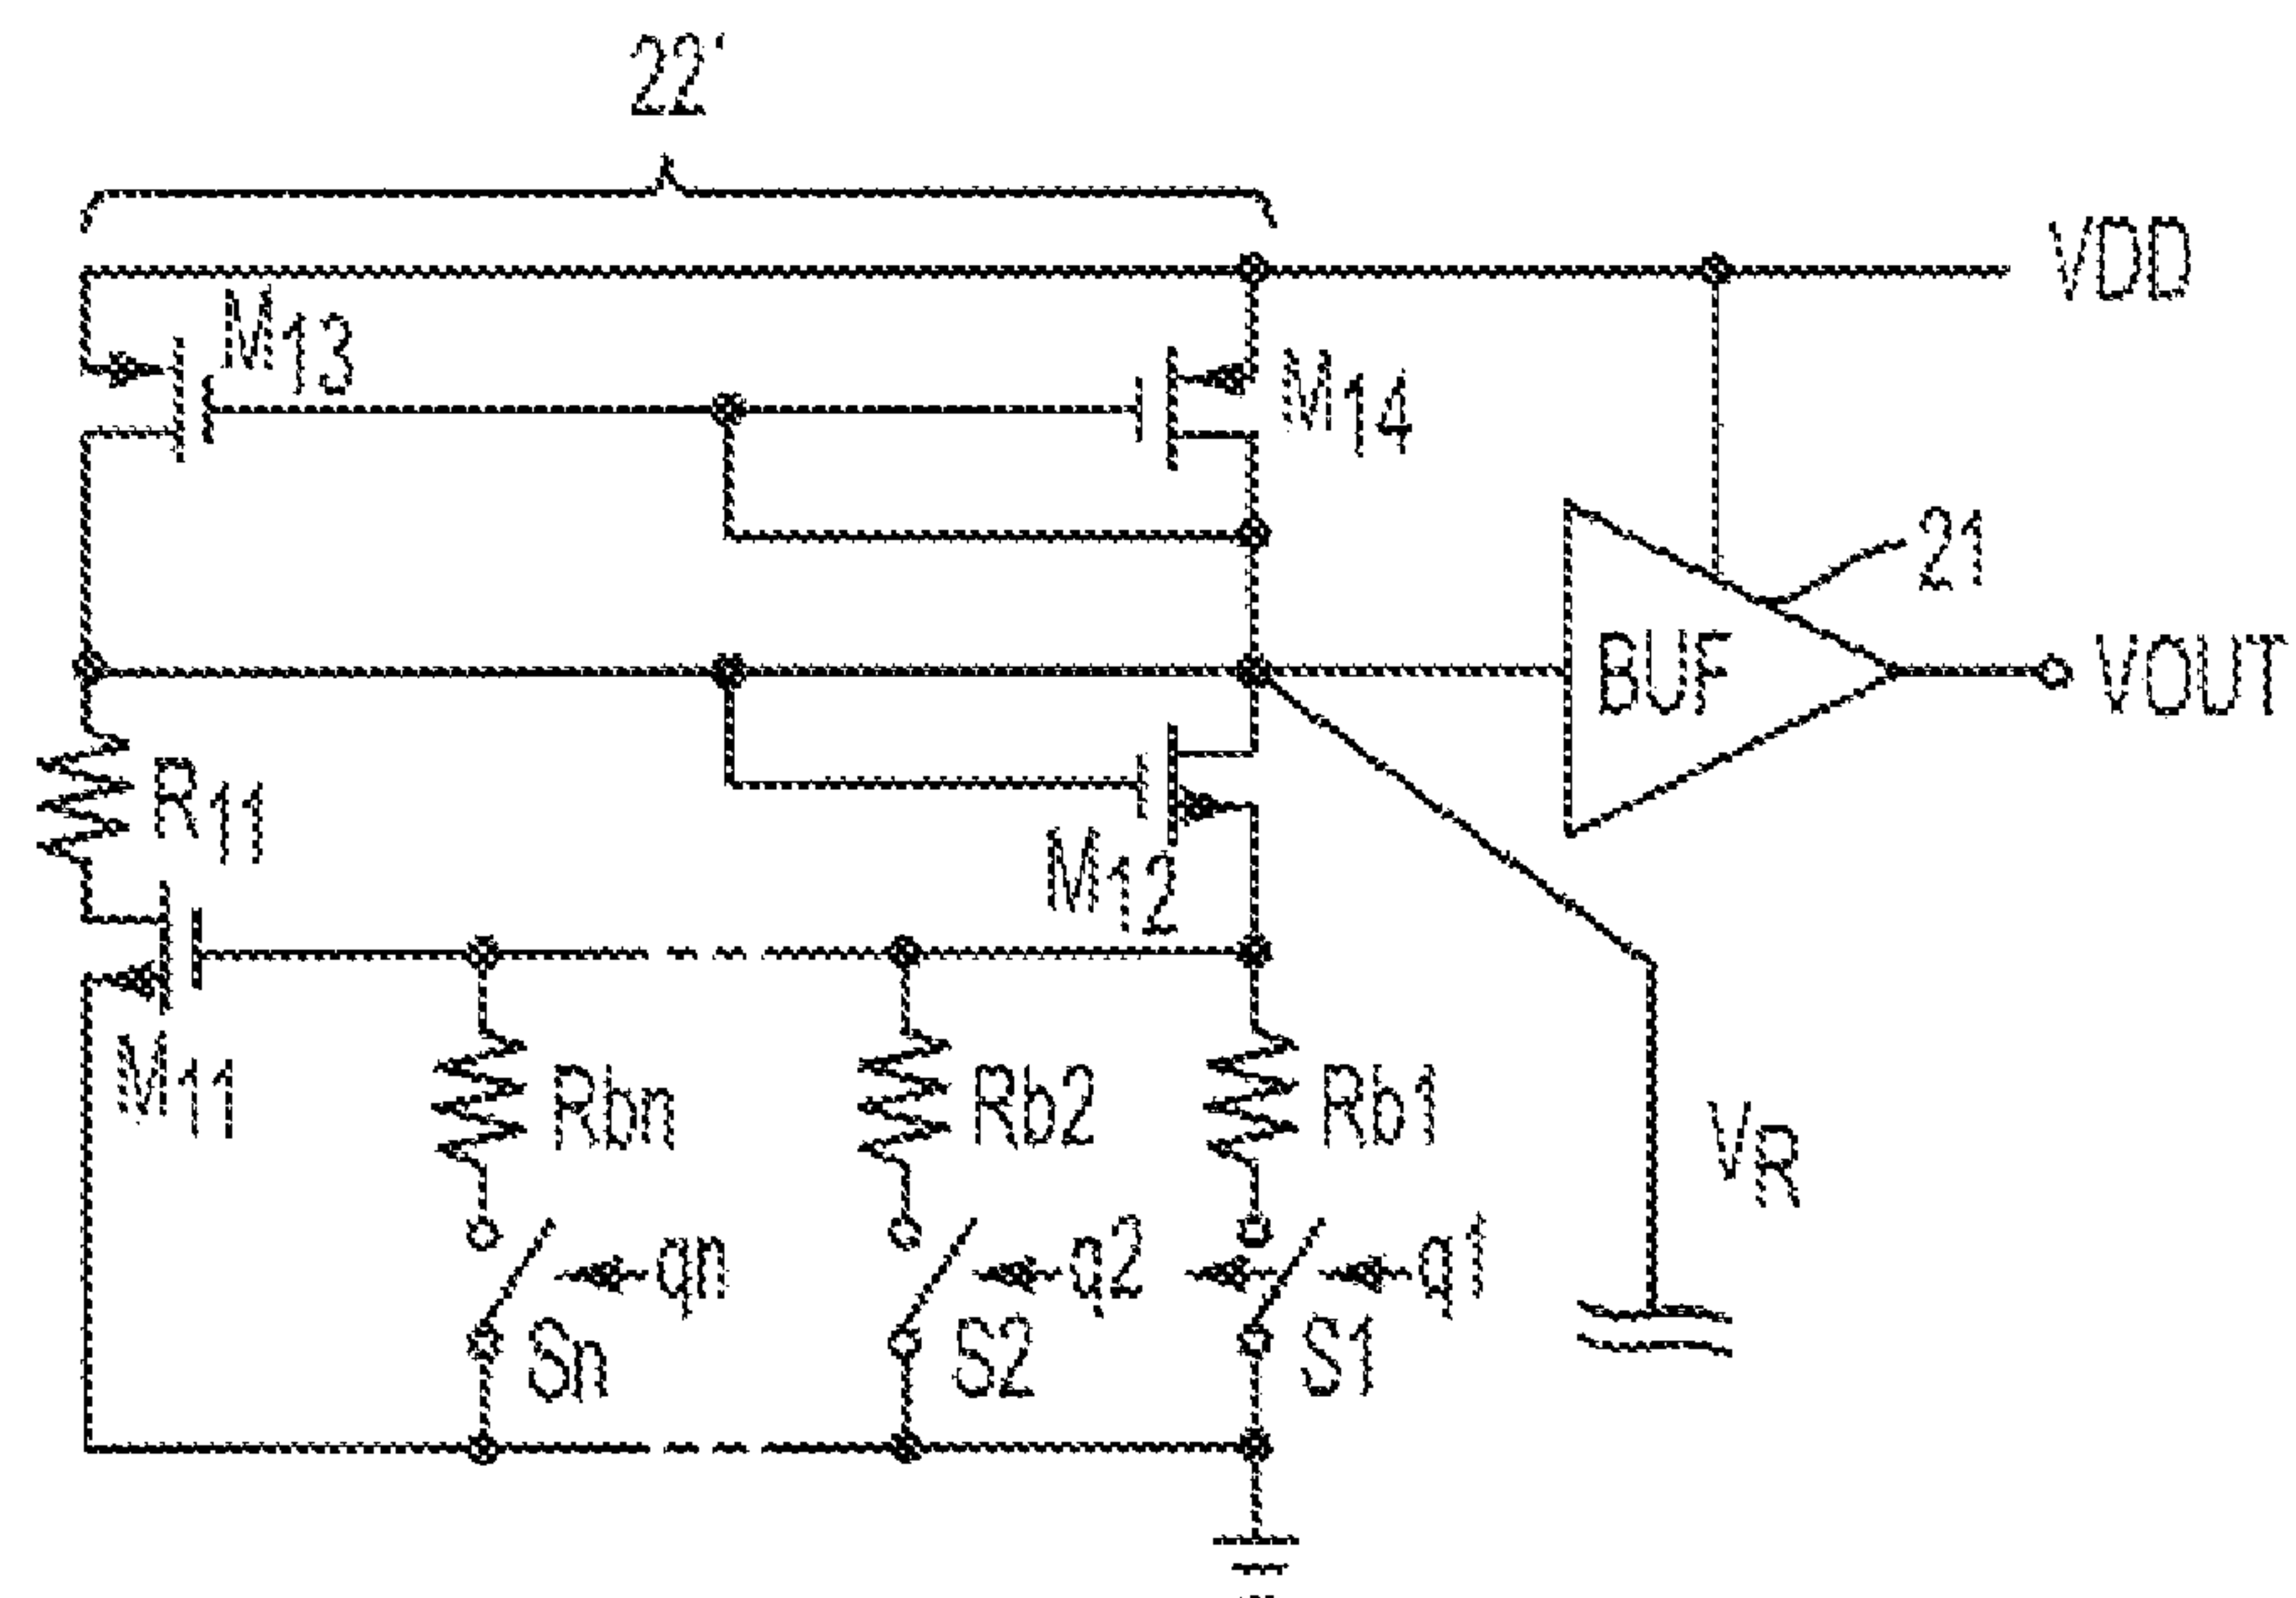 22'
VDD
M13
M14
21
BUF
VOUT
R11
M12
M11
Rbn
Rb2
Rb1
VR
qn
q2
q1
Sn
S2
S1